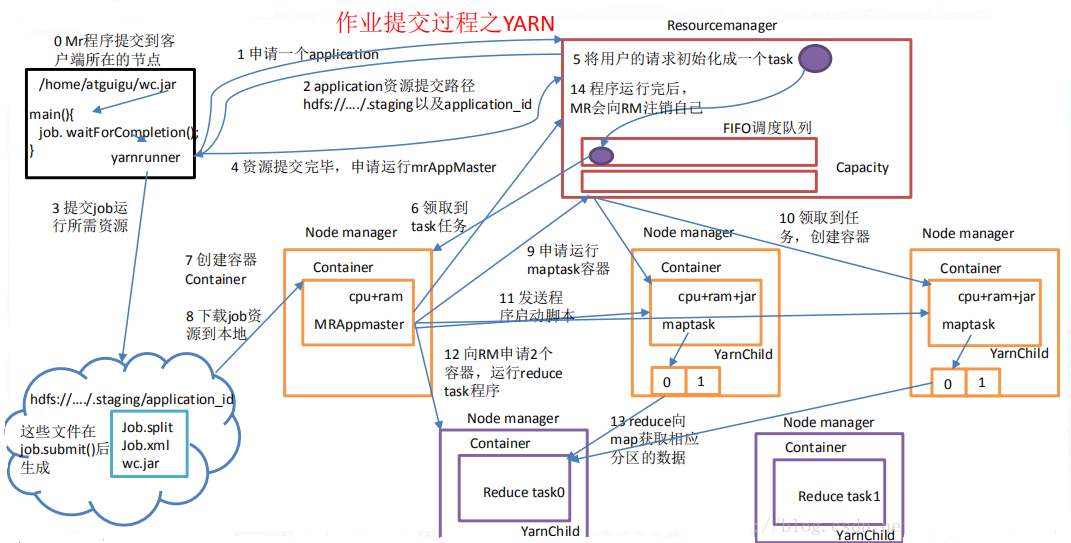 作业提交过程之YARN
0 Mr程序提交到客
户端所在的节点
/home/atguigu/wc.jar
main(){
job. waitForCompletion();
}
yarnrunner
1 申请一个application
2 application资源提交路径
hdfs://…./.staging以及application_id
4 资源提交完毕，申请运行mrAppMaster
Resourcemanager
5 将用户的请求初始化成一个task
14 程序运行完后，
MR会向RM注销自己
FIFO调度队列
Capacity
3 提交job运
行所需资源
6 领取到
task任务
7 创建容器
Container
8 下载job资
源到本地
Node manager
Container
cpu+ram
MRAppmaster
9 申请运行
maptask容器
10 领取到任
务，创建容器
11 发送程
序启动脚本
Node manager
Container
cpu+ram+jar
maptask
YarnChild
0 1
Node manager
Container
cpu+ram+jar
maptask
YarnChild
0 1
12 向RM申请2个
容器，运行reduce
task程序
13 reduce向
map获取相应
分区的数据
hdfs://…./.staging/application_id
这些文件在
job.submit()后
生成
Job.split
Job.xml
wc.jar
Node manager
Container
Reduce task0
YarnChild
Node manager
Container
Reduce task1
YarnChild
://blog.csdn.ne